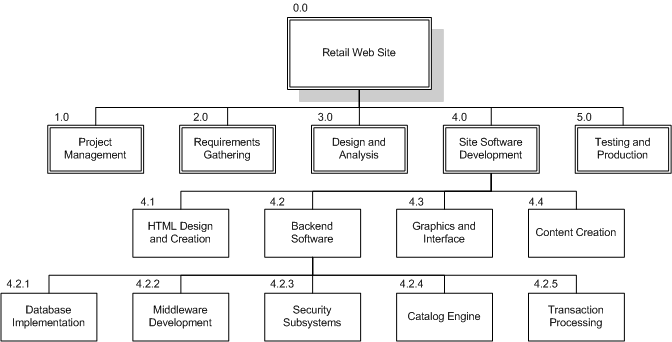 0.0
Retail Web Site
1.0
2.0
3.0
4.0
5.0
Project
Management
Requirements
Gathering
Design and
Analysis
Site Software
Development
Testing and
Production
4.1
4.2
4.3
4.4
HTML Design
and Creation
Backend
Software
Graphics and
Interface
Content Creation
4.2.1
4.2.2
4.2.3
4.2.4
4.2.5
Database
Implementation
Middleware
Development
Security
Subsystems
Catalog Engine
Transaction
Processing